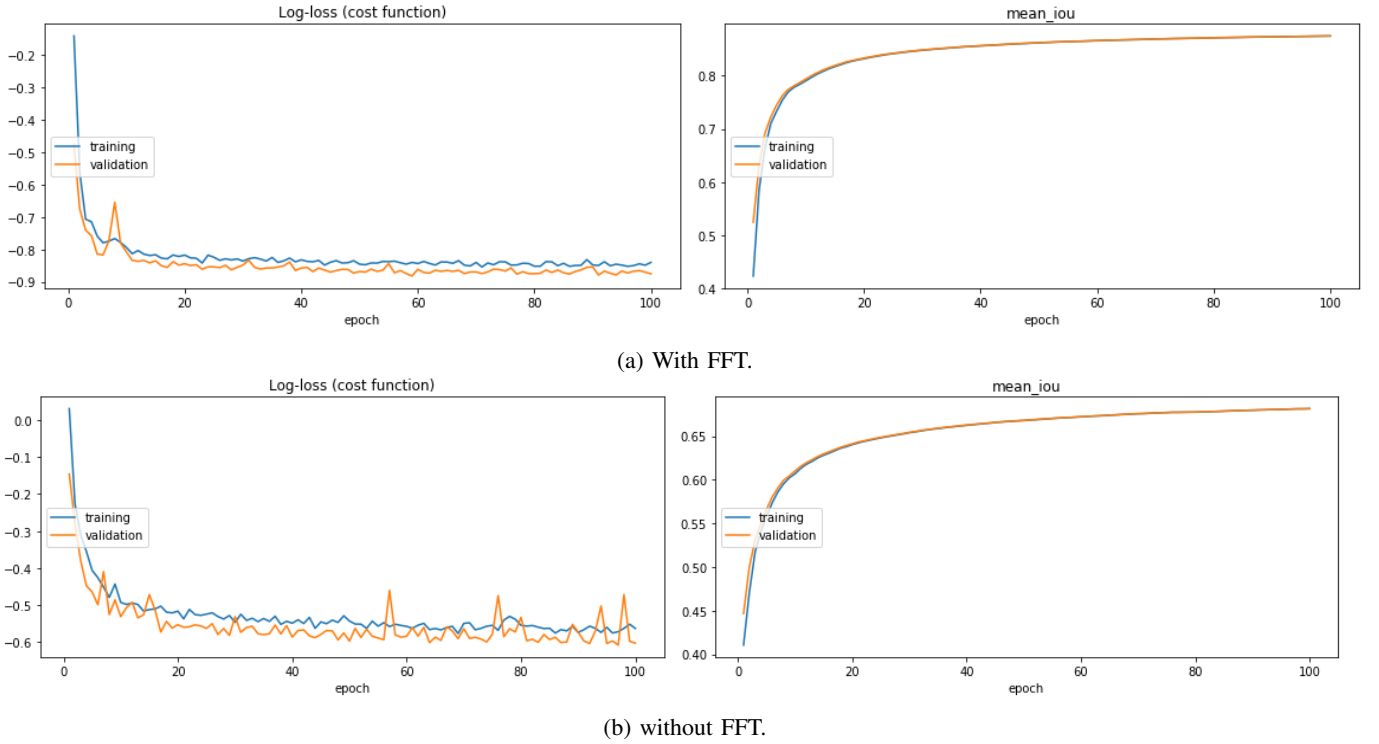 Log-loss (cost function)
mean_iou
−0.2
−0.3
−0.4
−0.5
−0.6
−0.7
−0.8
−0.9
training
validation
0 20 40 60 80 100
epoch
0.8
0.7
0.6
0.5
0.4
training
validation
0 20 40 60 80 100
epoch
(a) With FFT.
Log-loss (cost function)
mean_iou
0.0
−0.1
−0.2
−0.3
−0.4
−0.5
−0.6
training
validation
0 20 40 60 80 100
epoch
0.65
0.60
0.55
0.50
0.45
0.40
training
validation
0 20 40 60 80 100
epoch
(b) without FFT.